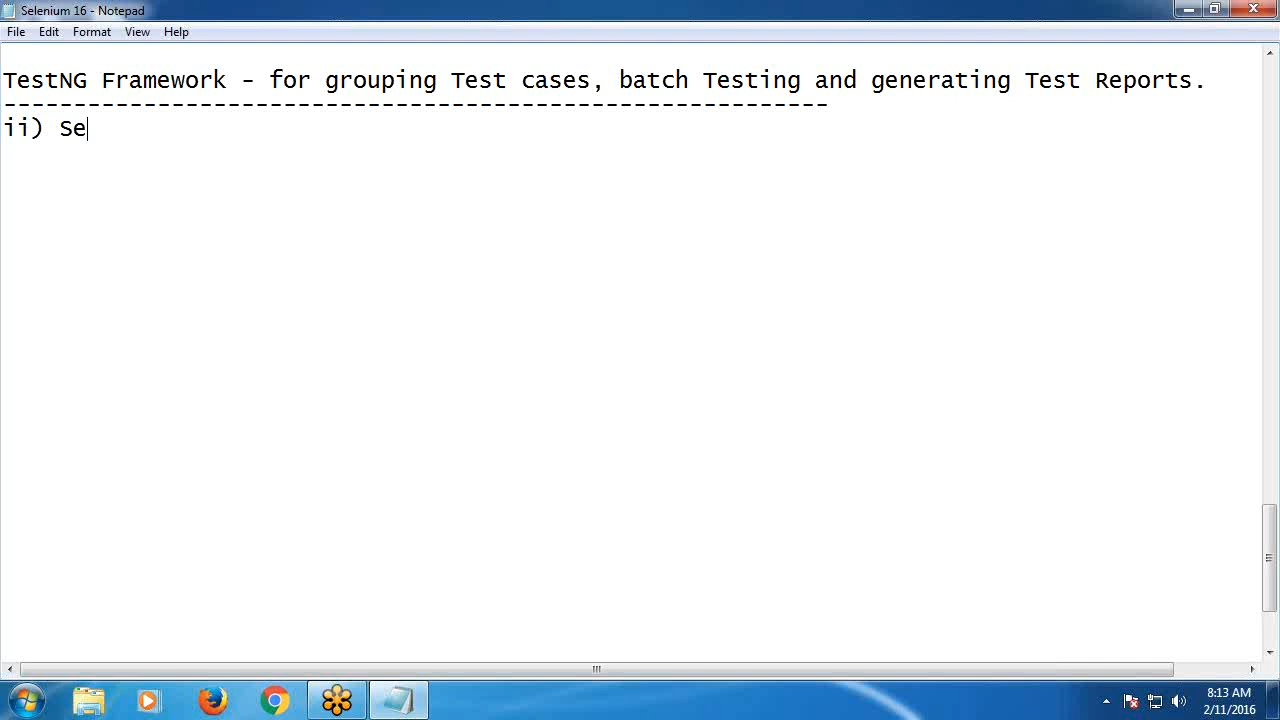 Selenium 16 - Notepad
File Edit Format View Help
TestNG Framework - for grouping Test cases, batch Testing and generating Test Reports.
-----------------------------------------------------------
ii) Se
8:13 AM
2/11/2016